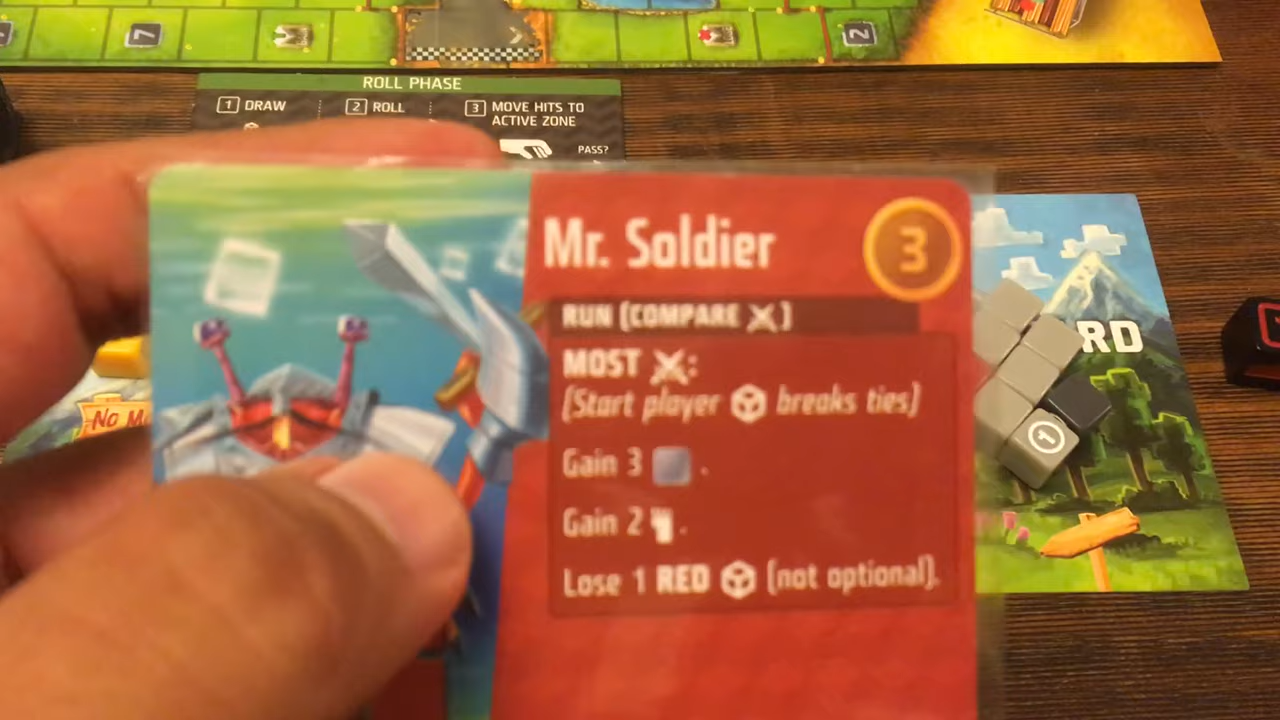 7
2
ROLL PHASE
1 DRAW
2 ROLL
3 MOVE HITS TO
ACTIVE ZONE
PASS?
Mr. Soldier
3
RUN (COMPARE )
MOST :
(Start player breaks ties)
Gain 3 .
Gain 2 .
Lose 1 RED (not optional).
RD
1
No